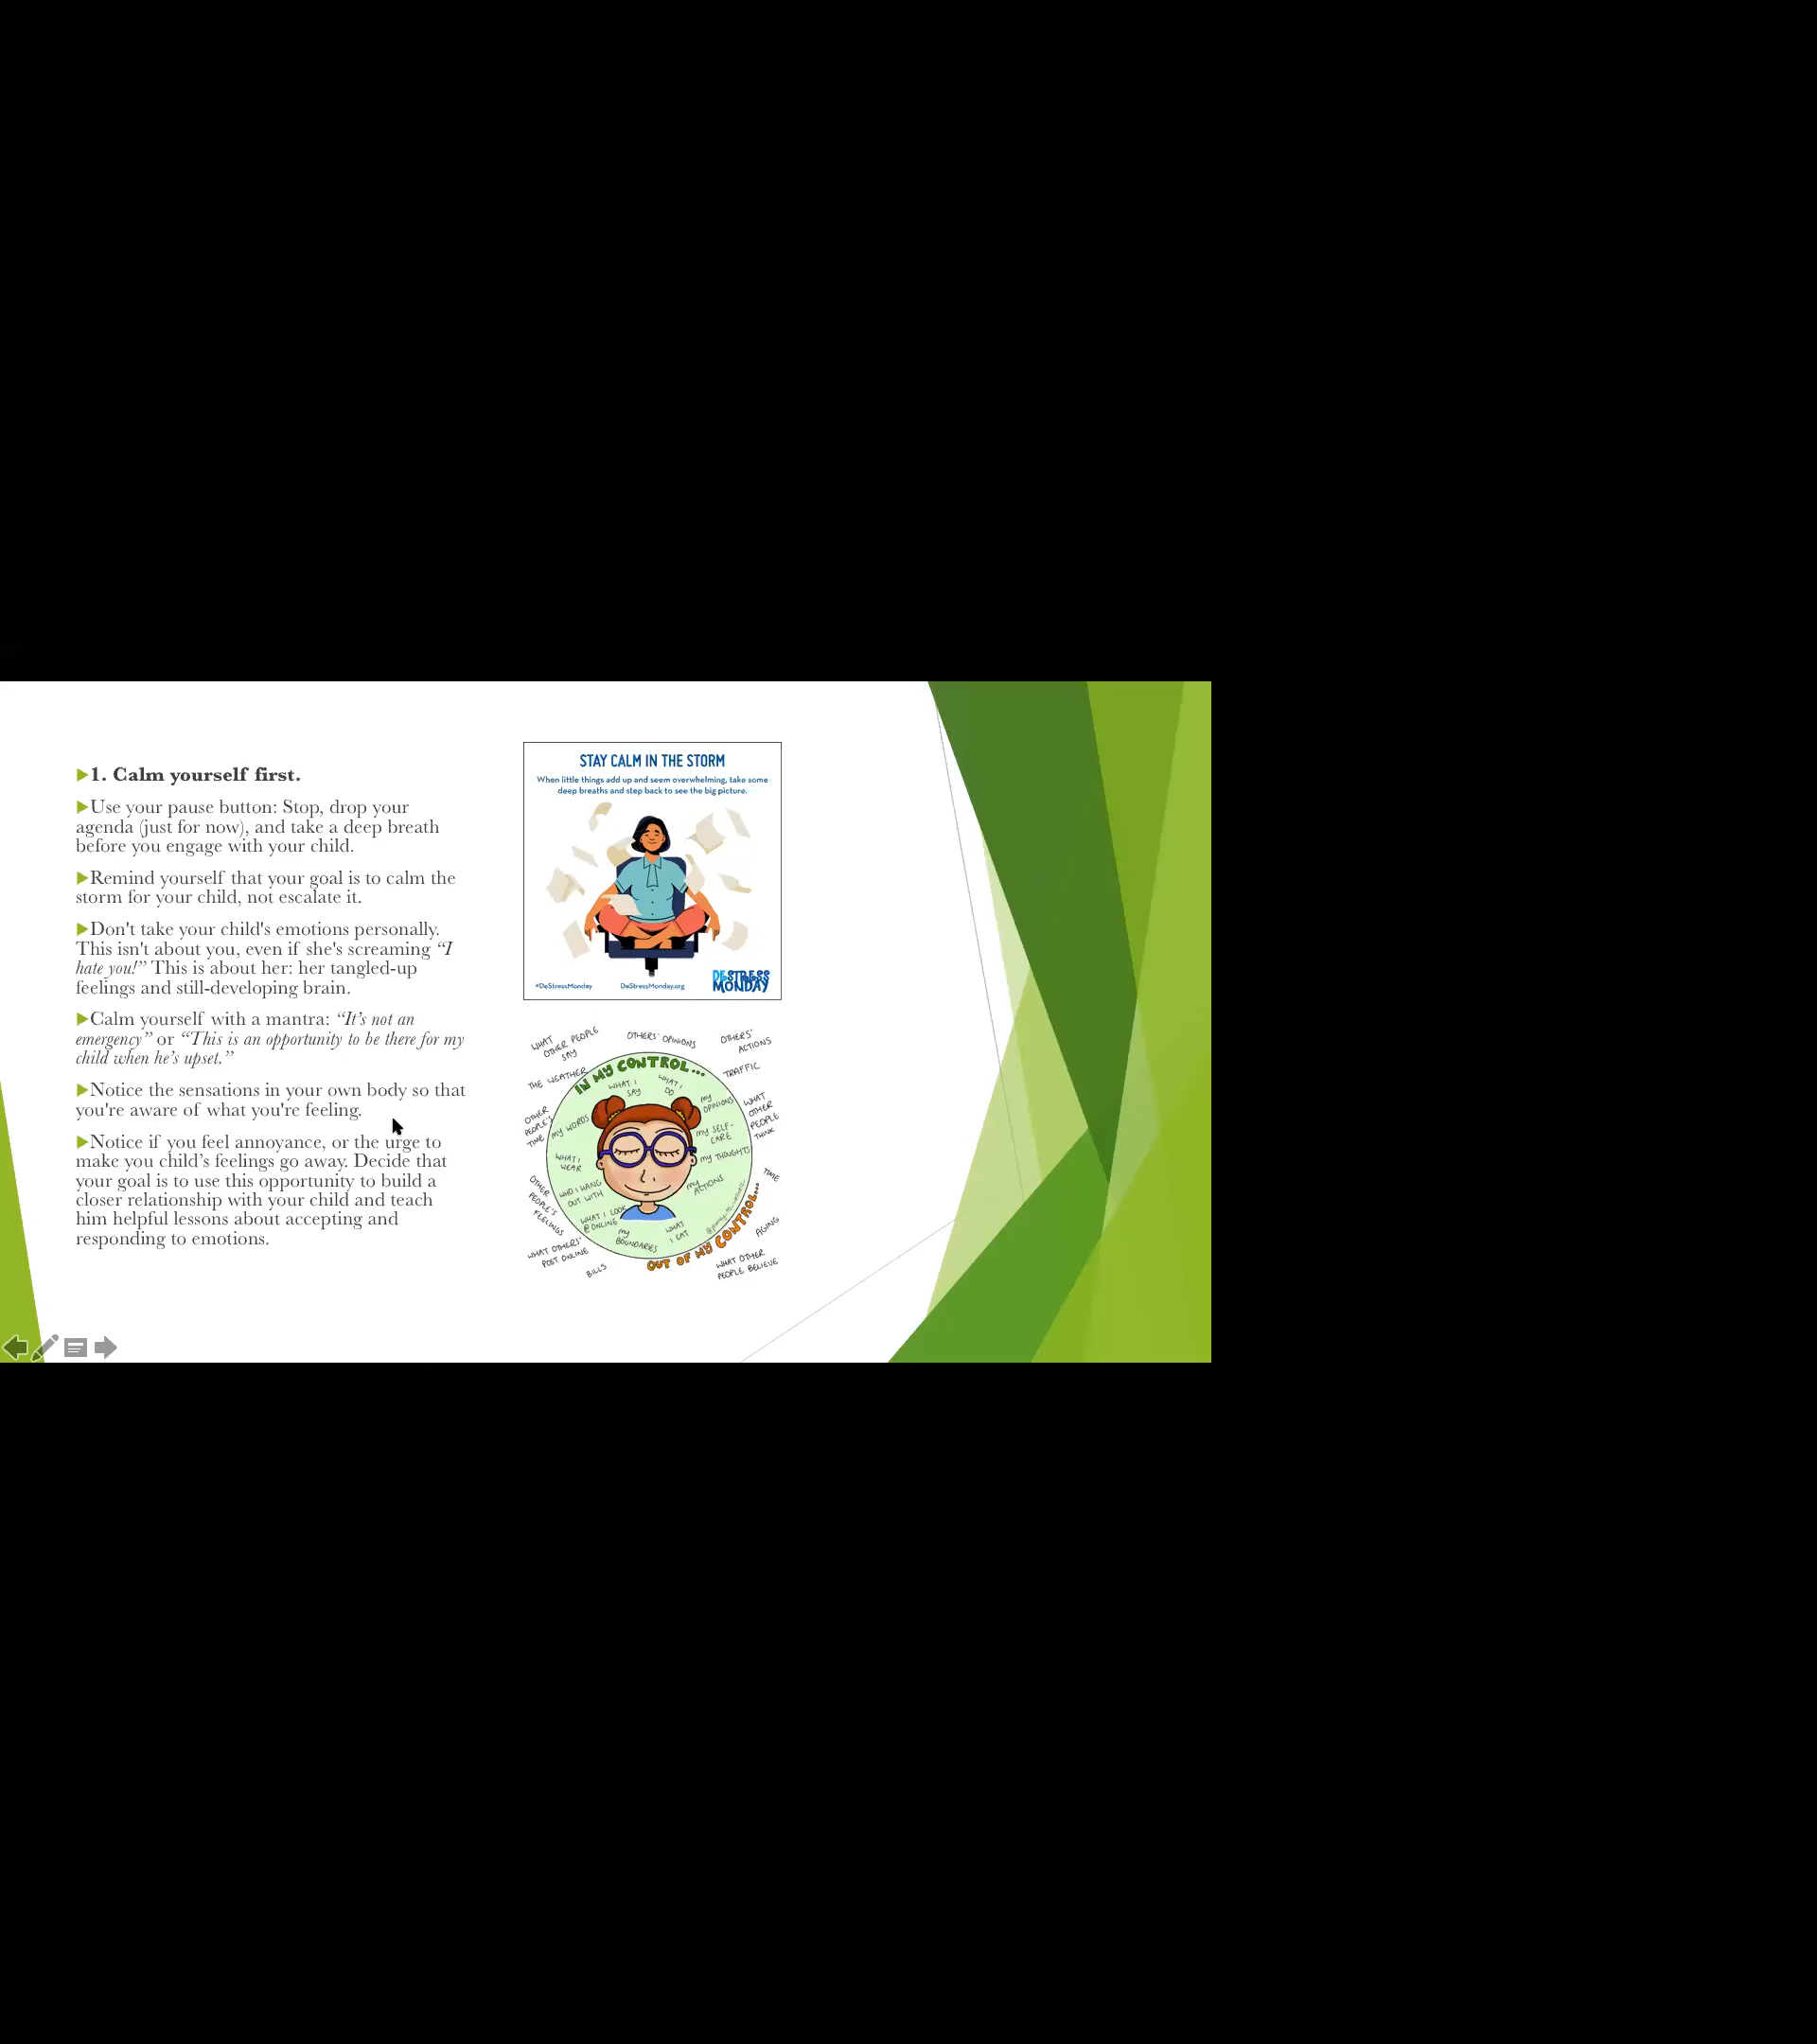 ▶1. Calm yourself first.
▶Use your pause button: Stop, drop your
agenda (just for now), and take a deep breath
before you engage with your child.
▶Remind yourself that your goal is to calm the
storm for your child, not escalate it.
▶Don't take your child's emotions personally.
This isn't about you, even if she's screaming “I
hate you!” This is about her: her tangled-up
feelings and still-developing brain.
▶Calm yourself with a mantra: “It’s not an
emergency” or “This is an opportunity to be there for my
child when he’s upset.”
▶Notice the sensations in your own body so that
you're aware of what you're feeling.
▶Notice if you feel annoyance, or the urge to
make you child’s feelings go away. Decide that
your goal is to use this opportunity to build a
closer relationship with your child and teach
him helpful lessons about accepting and
responding to emotions.
STAY CALM IN THE STORM
When little things add up and seem overwhelming, take some
deep breaths and step back to see the big picture.
#DeStressMonday
DeStressMonday.org
DESTRESS
MONDAY
WHAT
OTHER PEOPLE
SAY
OTHERS' OPINIONS
OTHERS'
ACTIONS
THE WEATHER
TRAFFIC
OTHER
PEOPLE'S
TIME
WHAT
OTHER
PEOPLE
THINK
IN MY CONTROL...
WHAT I
SAY
WHAT I
DO
MY
OPINIONS
MY WORDS
MY SELF-
CARE
WHAT I
WEAR
MY THOUGHTS
WHO I HANG
OUT WITH
MY
ACTIONS
WHAT I LOOK
@ ONLINE
MY
BOUNDARIES
WHAT
I EAT
TIME
OTHER
PEOPLE'S
FEELINGS
OUT OF MY CONTROL...
AGING
WHAT OTHERS'
POST ONLINE
BILLS
WHAT OTHER
PEOPLE BELIEVE